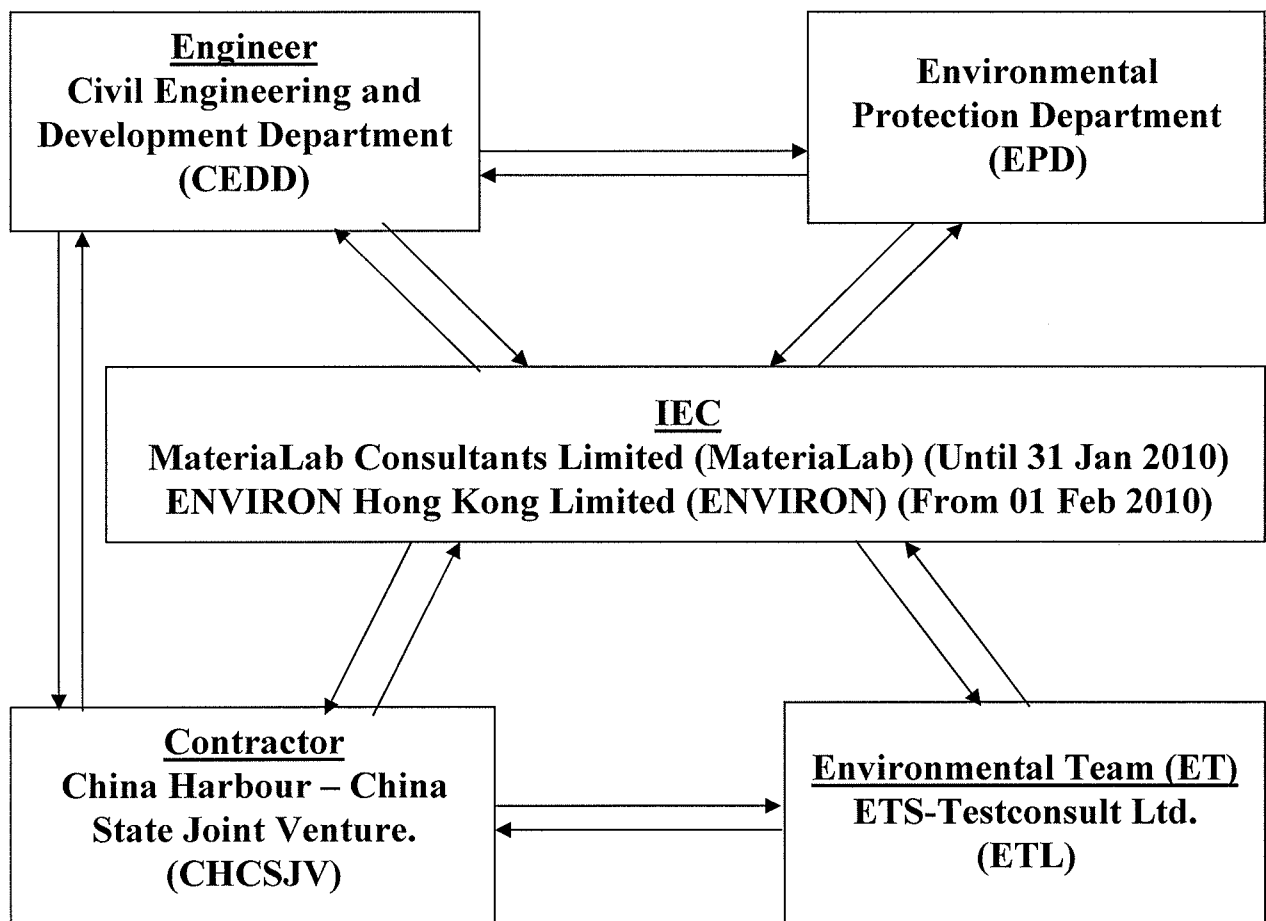 Engineer
Civil Engineering and
Development Department
(CEDD)
Environmental
Protection Department
(EPD)
IEC
MateriaLab Consultants Limited (MateriaLab) (Until 31 Jan 2010)
ENVIRON Hong Kong Limited (ENVIRON) (From 01 Feb 2010)
Contractor
China Harbour – China
State Joint Venture.
(CHCSJV)
Environmental Team (ET)
ETS-Testconsult Ltd.
(ETL)